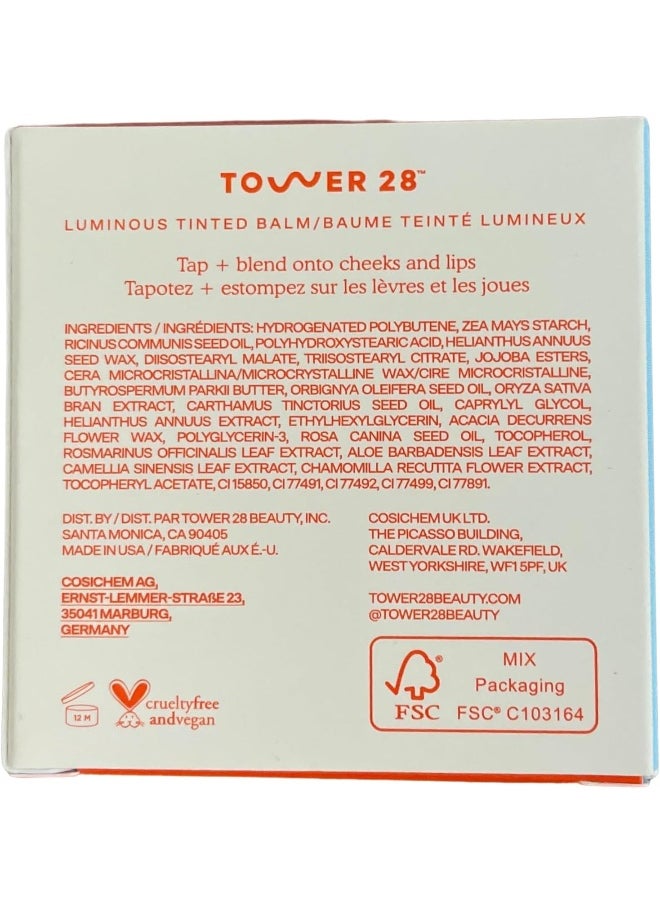 TOWER 28™
LUMINOUS TINTED BALM/BAUME TEINTÉ LUMINEUX
Tap + blend onto cheeks and lips
Tapotez + estompez sur les lèvres et les joues
INGREDIENTS / INGRÉDIENTS: HYDROGENATED POLYBUTENE, ZEA MAYS STARCH,
RICINUS COMMUNIS SEED OIL, POLYHYDROXYSTEARIC ACID, HELIANTHUS ANNUUS
SEED WAX, DIISOSTEARYL MALATE, TRIISOSTEARYL CITRATE, JOJOBA ESTERS,
CERA MICROCRISTALLINA/MICROCRYSTALLINE WAX/CIRE MICROCRISTALLINE,
BUTYROSPERMUM PARKII BUTTER, ORBIGNYA OLEIFERA SEED OIL, ORYZA SATIVA
BRAN EXTRACT, CARTHAMUS TINCTORIUS SEED OIL, CAPRYLYL GLYCOL,
HELIANTHUS ANNUUS EXTRACT, ETHYLHEXYLGLYCERIN, ACACIA DECURRENS
FLOWER WAX, POLYGLYCERIN-3, ROSA CANINA SEED OIL, TOCOPHEROL,
ROSMARINUS OFFICINALIS LEAF EXTRACT, ALOE BARBADENSIS LEAF EXTRACT,
CAMELLIA SINENSIS LEAF EXTRACT, CHAMOMILLA RECUTITA FLOWER EXTRACT,
TOCOPHERYL ACETATE, CI 15850, CI 77491, CI 77492, CI 77499, CI 77891.
DIST. BY / DIST. PAR TOWER 28 BEAUTY, INC.
SANTA MONICA, CA 90405
MADE IN USA / FABRIQUÉ AUX É.-U.
COSICHEM AG,
ERNST-LEMMER-STRAßE 23,
35041 MARBURG,
GERMANY
COSICHEM UK LTD.
THE PICASSO BUILDING,
CALDERVALE RD. WAKEFIELD,
WEST YORKSHIRE, WF1 5PF, UK
TOWER28BEAUTY.COM
@TOWER28BEAUTY
12 M
crueltyfree
andvegan
FSC
MIX
Packaging
FSC® C103164